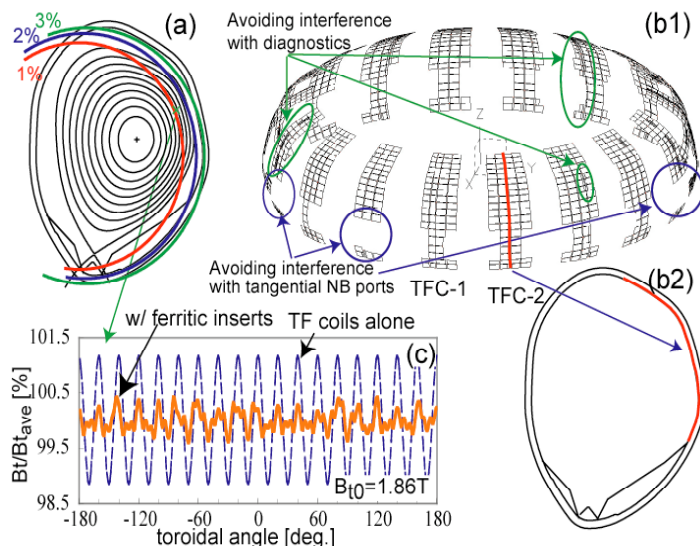 (a)
3%
2%
1%
Avoiding interference
with diagnostics
(b1)
Z
X
Y
Avoiding interference
with tangential NB ports
TFC-1
TFC-2
(b2)
w/ ferritic inserts
TF coils alone
(c)
Bt/Bt_ave [%]
101.5
100.5
99.5
98.5
B_t0=1.86T
-180 -120 -60 0 60 120 180
toroidal angle [deg.]